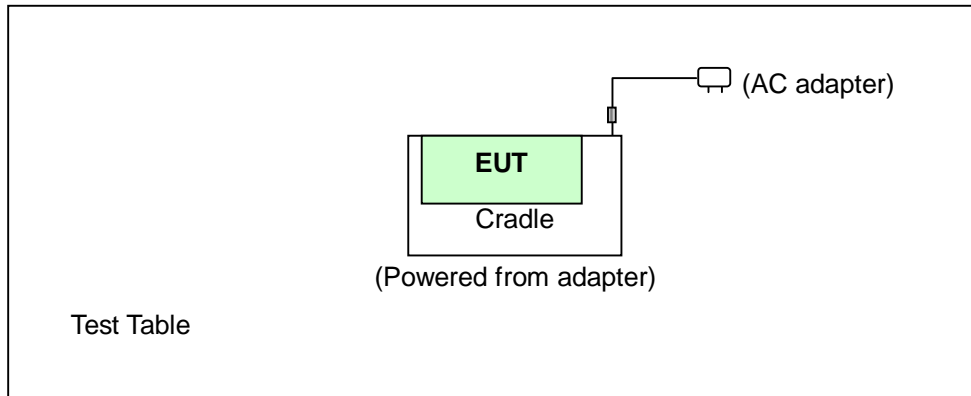 (AC adapter)
EUT
Cradle
(Powered from adapter)
Test Table